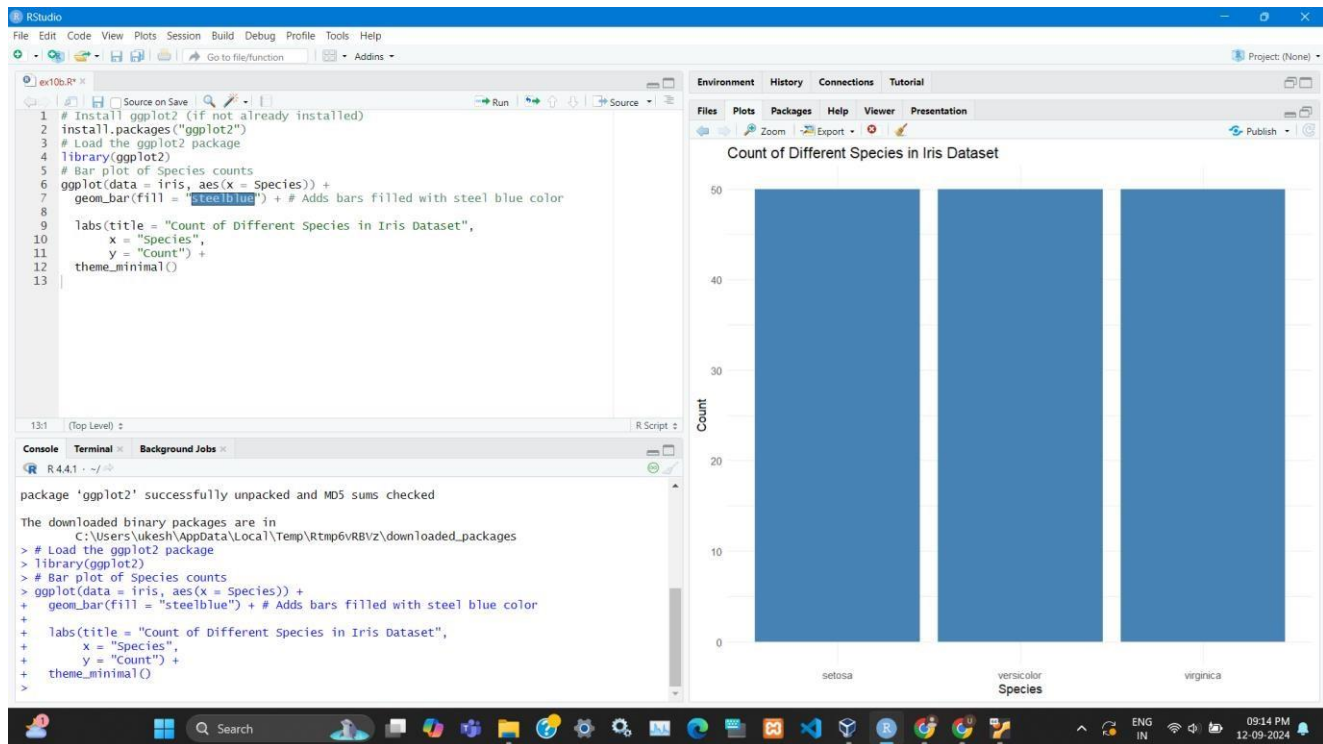 RStudio
File Edit Code View Plots Session Build Debug Profile Tools Help
Go to file/function Addins Project: (None)
ex10b.R*
Source on Save Run Source
1 # Install ggplot2 (if not already installed)
2 install.packages("ggplot2")
3 # Load the ggplot2 package
4 library(ggplot2)
5 # Bar plot of Species counts
6 ggplot(data = iris, aes(x = Species)) +
7 geom_bar(fill = "steelblue") + # Adds bars filled with steel blue color
8
9 labs(title = "Count of Different Species in Iris Dataset",
10 x = "Species",
11 y = "Count") +
12 theme_minimal()
13
13:1 (Top Level) R Script
Console Terminal Background Jobs
R 4.4.1 · ~/
package ‘ggplot2’ successfully unpacked and MD5 sums checked
The downloaded binary packages are in
C:\Users\ukesh\AppData\Local\Temp\Rtmp6vRBVz\downloaded_packages
> # Load the ggplot2 package
> library(ggplot2)
> # Bar plot of Species counts
> ggplot(data = iris, aes(x = Species)) +
+ geom_bar(fill = "steelblue") + # Adds bars filled with steel blue color
+
+ labs(title = "Count of Different Species in Iris Dataset",
+ x = "Species",
+ y = "Count") +
+ theme_minimal()
>
Environment History Connections Tutorial
Files Plots Packages Help Viewer Presentation
Zoom Export Publish
Count of Different Species in Iris Dataset
50
40
30
20
10
0
Count
setosa versicolor virginica
Species
1
Search
ENG
IN
09:14 PM
12-09-2024